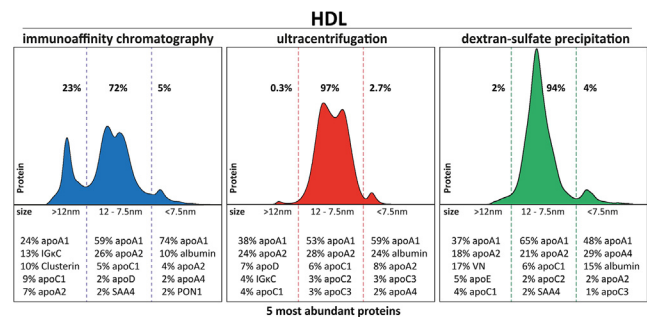 HDL
immunoaffinity chromatography
23% 72% 5%
Protein
size >12nm 12 - 7.5nm <7.5nm
24% apoA1 59% apoA1 74% apoA1
13% IGκC 26% apoA2 10% albumin
10% Clusterin 5% apoC1 4% apoA2
9% apoC1 2% apoD 2% apoA4
7% apoA2 2% SAA4 2% PON1
ultracentrifugation
0.3% 97% 2.7%
Protein
size >12nm 12 - 7.5nm <7.5nm
38% apoA1 53% apoA1 59% apoA1
24% apoA2 28% apoA2 24% albumin
7% apoD 6% apoC1 8% apoA2
4% IGκC 3% apoC2 3% apoC3
4% apoC1 3% apoC3 2% apoA4
dextran-sulfate precipitation
2% 94% 4%
Protein
size >12nm 12 - 7.5nm <7.5nm
37% apoA1 65% apoA1 48% apoA1
18% apoA2 21% apoA2 29% apoA4
17% VN 6% apoC1 15% albumin
5% apoE 2% apoC2 2% apoA2
4% apoC1 2% SAA4 1% apoC3
5 most abundant proteins